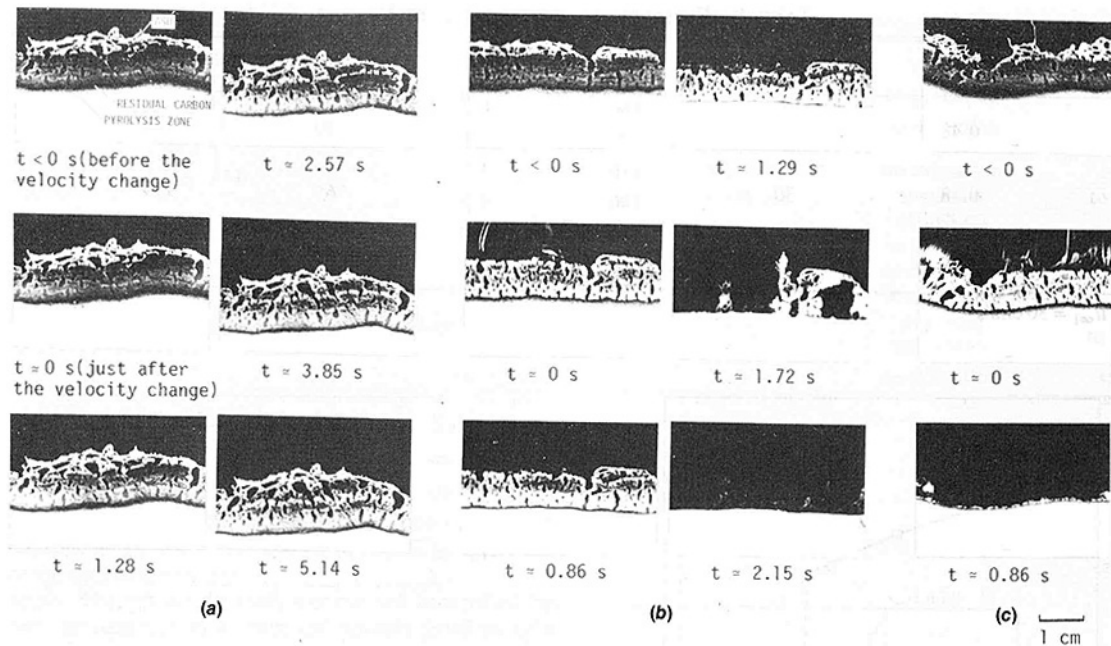 RESIDUAL CARBON
PYROLYSIS ZONE
t < 0 s(before the
velocity change)
t ≃ 2.57 s
t < 0 s
t ≃ 1.29 s
t < 0 s
t ≃ 0 s(just after
the velocity change)
t ≃ 3.85 s
t ≃ 0 s
t ≃ 1.72 s
t ≃ 0 s
t ≃ 1.28 s
t ≃ 5.14 s
t ≃ 0.86 s
t ≃ 2.15 s
t ≃ 0.86 s
(a)
(b)
(c)
1 cm